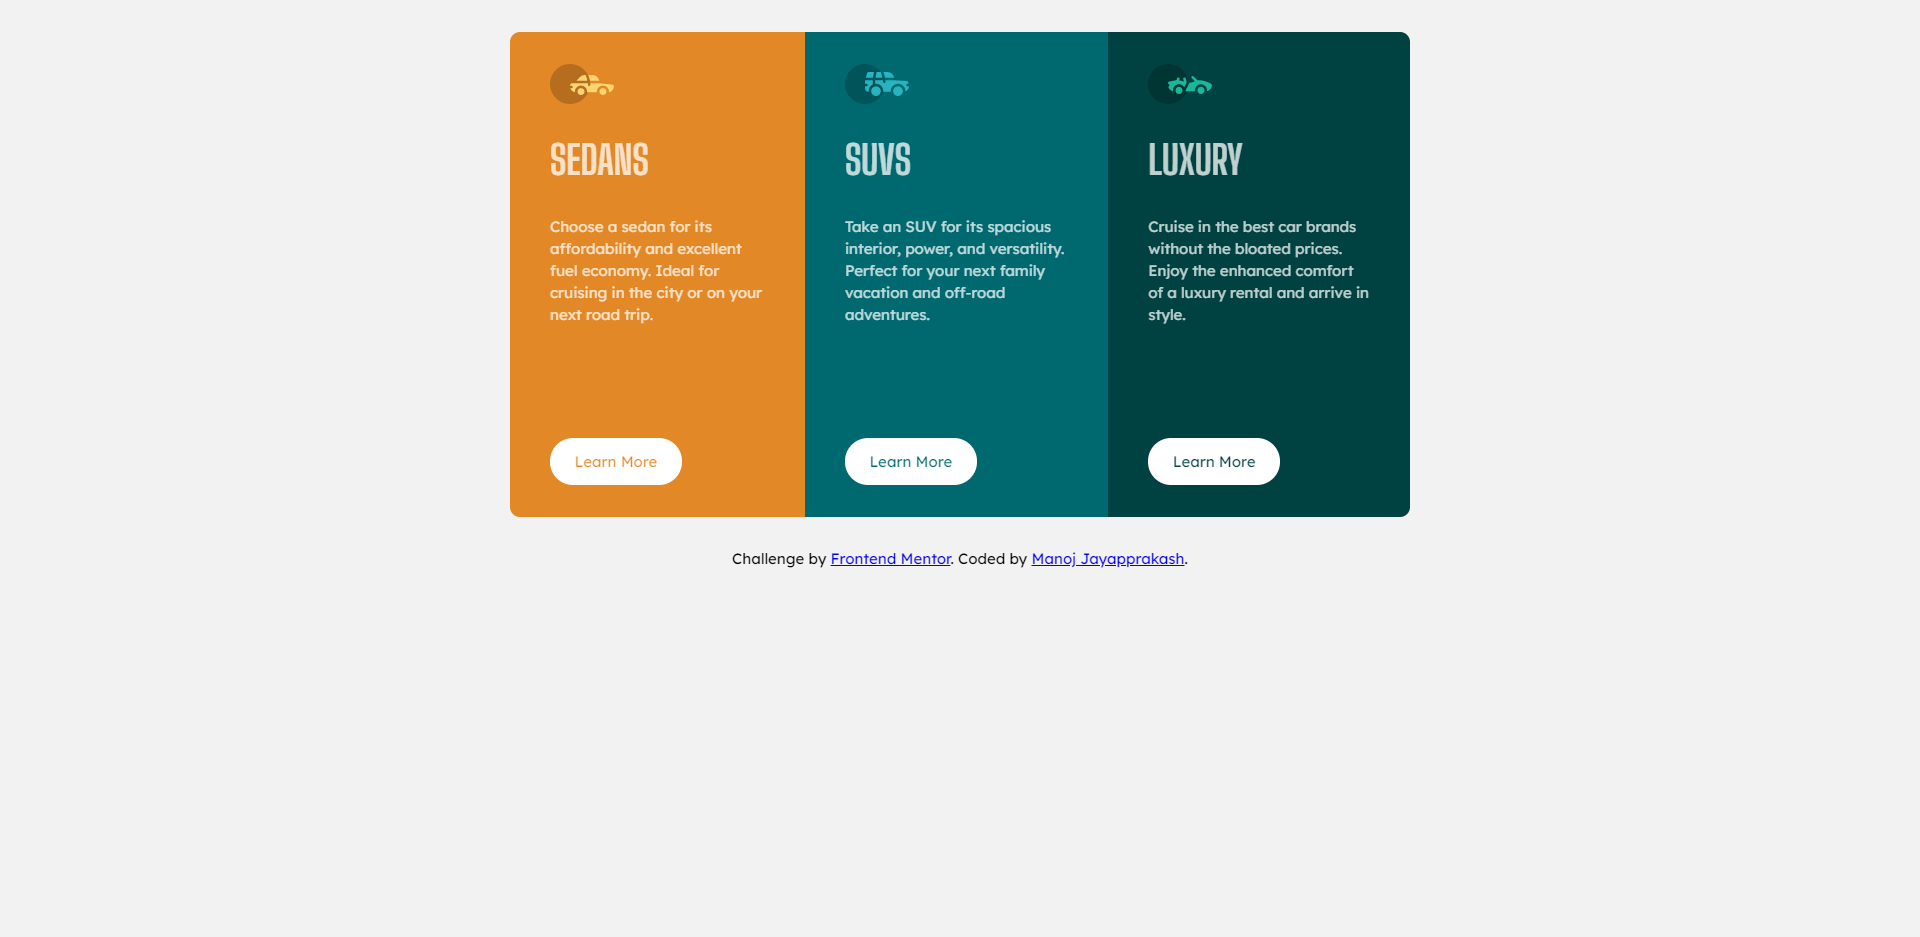 SEDANS
Choose a sedan for its
affordability and excellent
fuel economy. Ideal for
cruising in the city or on your
next road trip.
Learn More
SUVS
Take an SUV for its spacious
interior, power, and versatility.
Perfect for your next family
vacation and off-road
adventures.
Learn More
LUXURY
Cruise in the best car brands
without the bloated prices.
Enjoy the enhanced comfort
of a luxury rental and arrive in
style.
Learn More
Challenge by Frontend Mentor. Coded by Manoj Jayapprakash.